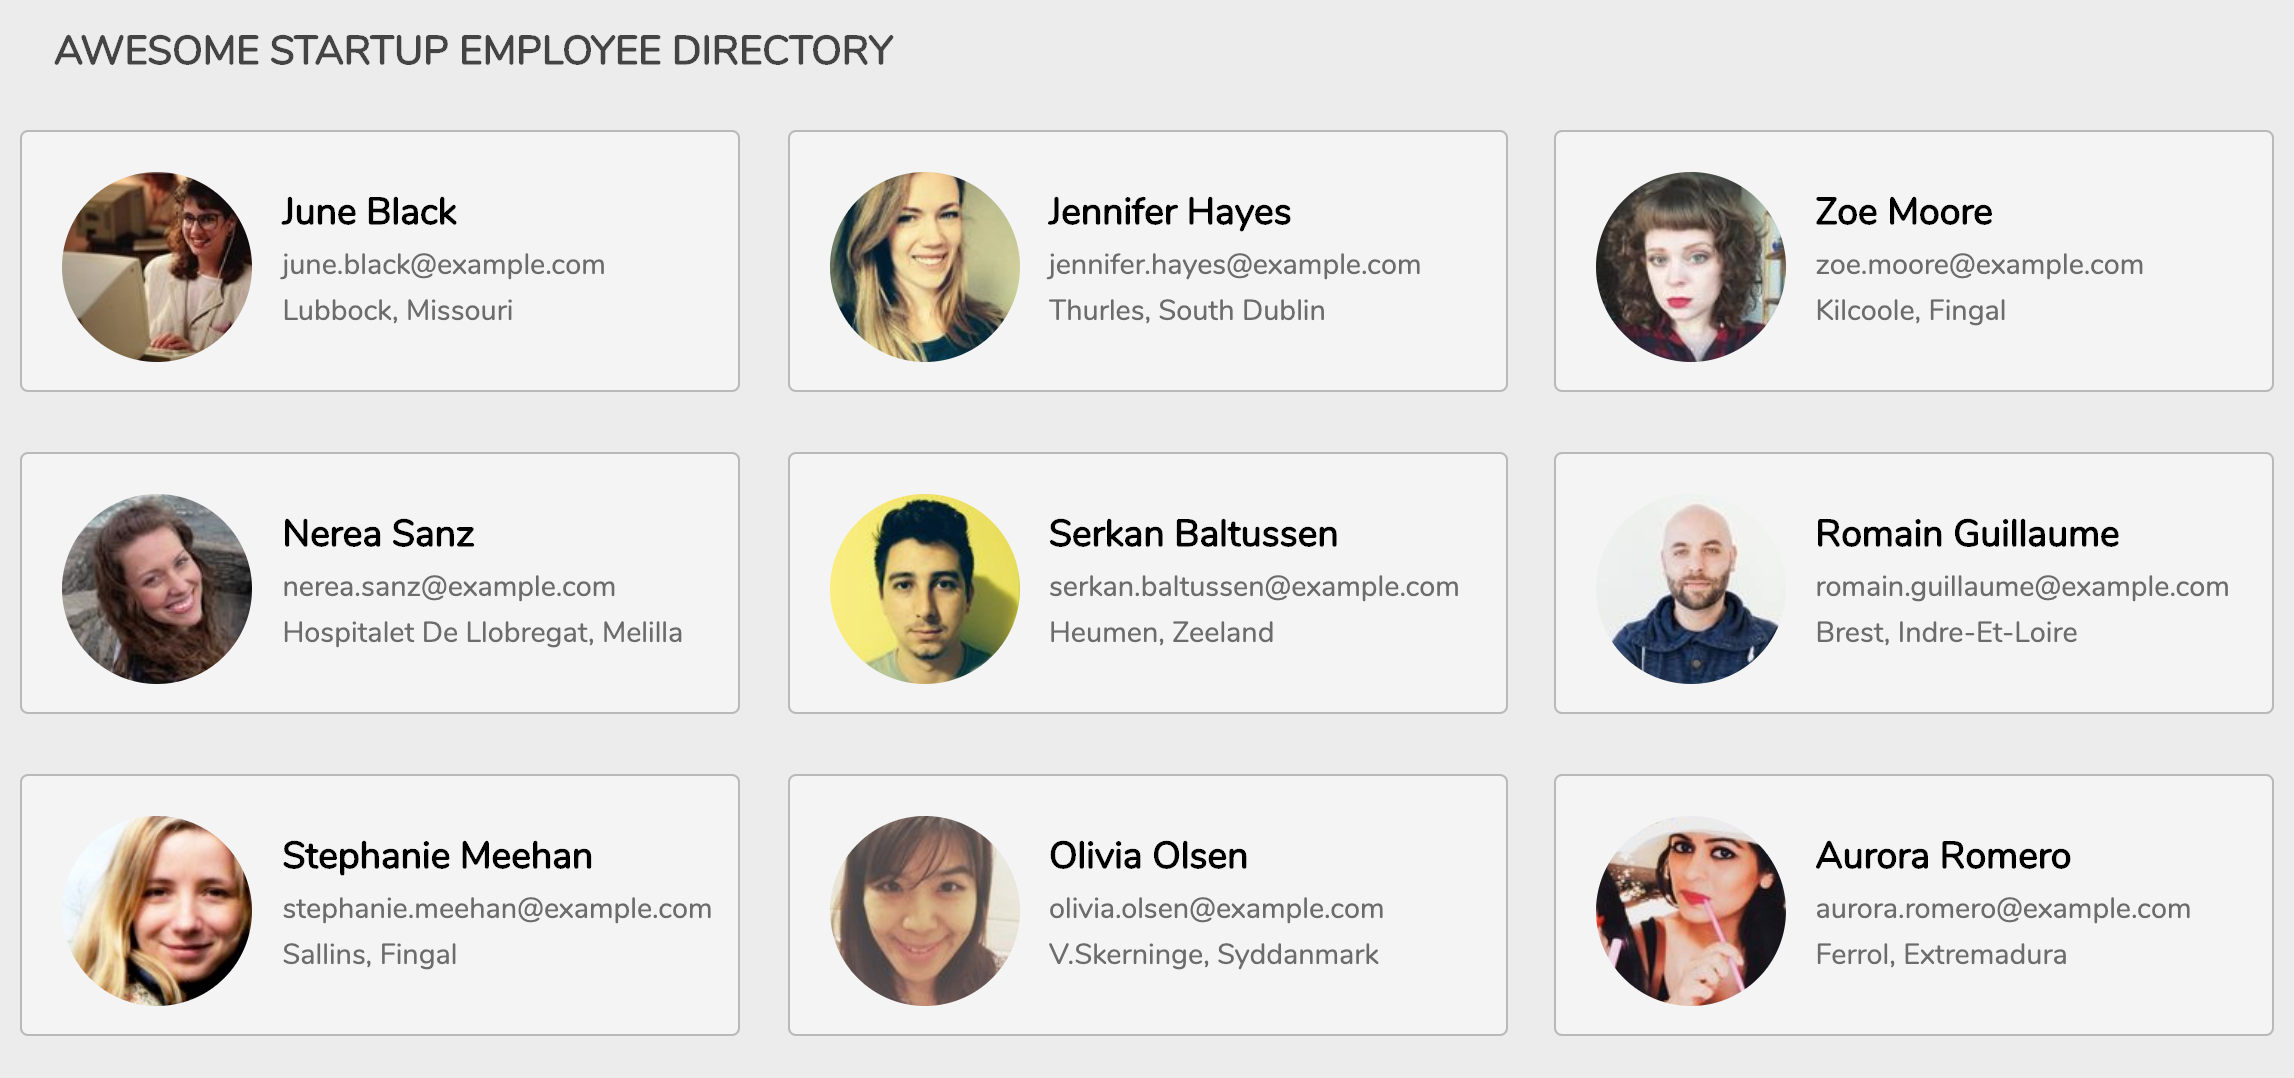 AWESOME STARTUP EMPLOYEE DIRECTORY
June Black
june.black@example.com
Lubbock, Missouri
Jennifer Hayes
jennifer.hayes@example.com
Thurles, South Dublin
Zoe Moore
zoe.moore@example.com
Kilcoole, Fingal
Nerea Sanz
nerea.sanz@example.com
Hospitalet De Llobregat, Melilla
Serkan Baltussen
serkan.baltussen@example.com
Heumen, Zeeland
Romain Guillaume
romain.guillaume@example.com
Brest, Indre-Et-Loire
Stephanie Meehan
stephanie.meehan@example.com
Sallins, Fingal
Olivia Olsen
olivia.olsen@example.com
V.Skerninge, Syddanmark
Aurora Romero
aurora.romero@example.com
Ferrol, Extremadura